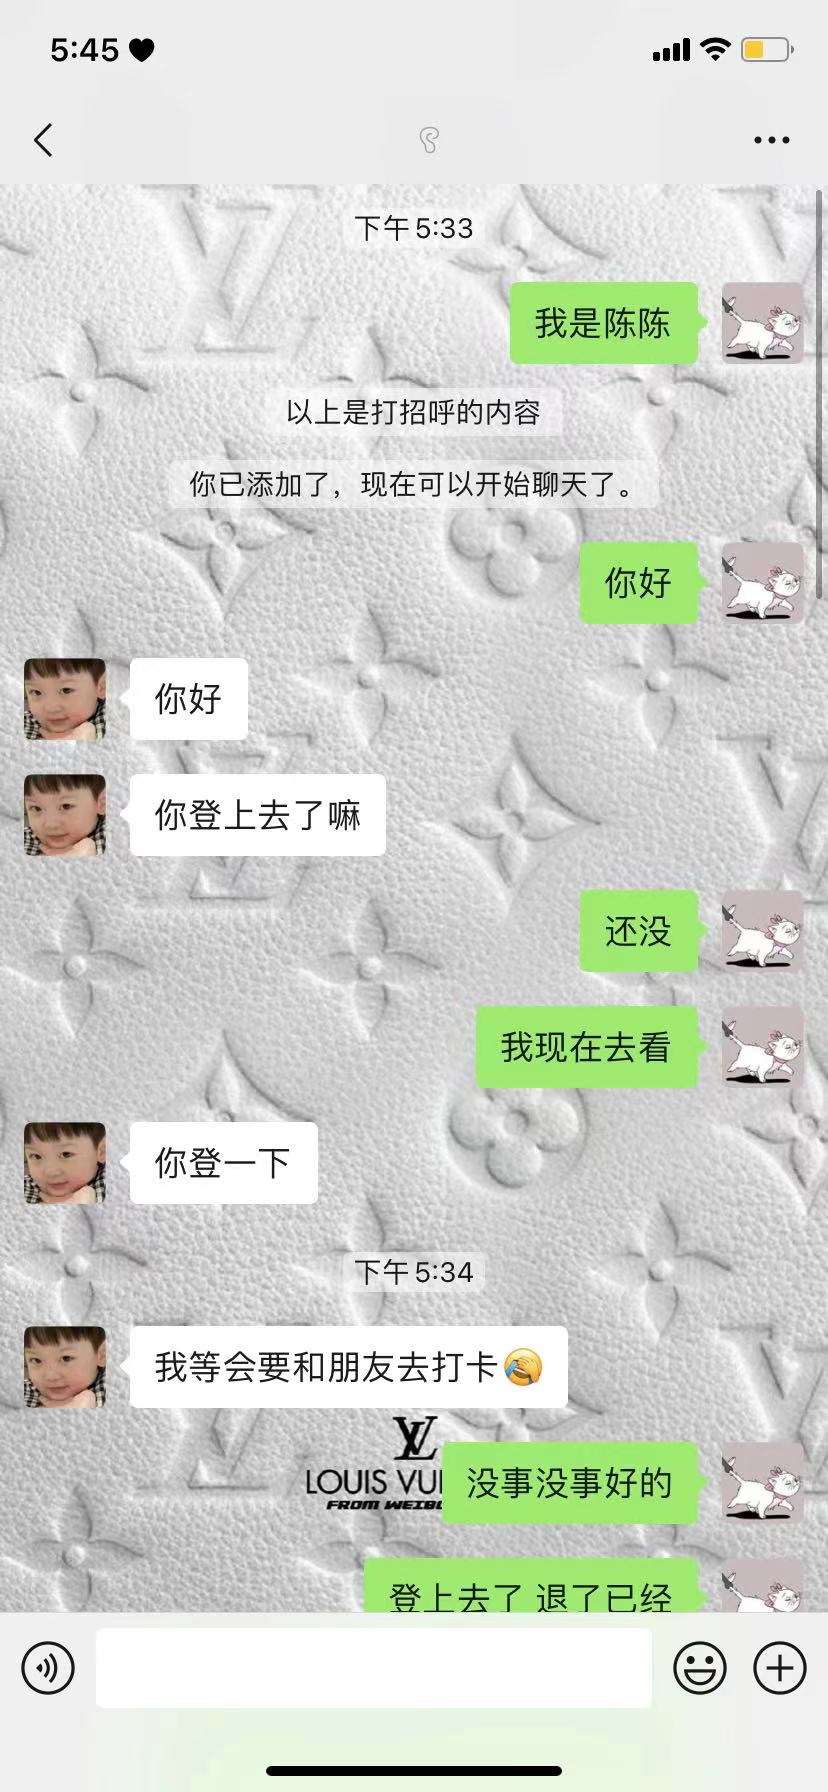 5:45
下午5:33
我是陈陈
以上是打招呼的内容
你已添加了，现在可以开始聊天了。
你好
你好
你登上去了嘛
还没
我现在去看
你登一下
下午5:34
我等会要和朋友去打卡🤣
LV
LOUIS VUI
FROM WEIBO
没事没事好的
登上去了 退了已经